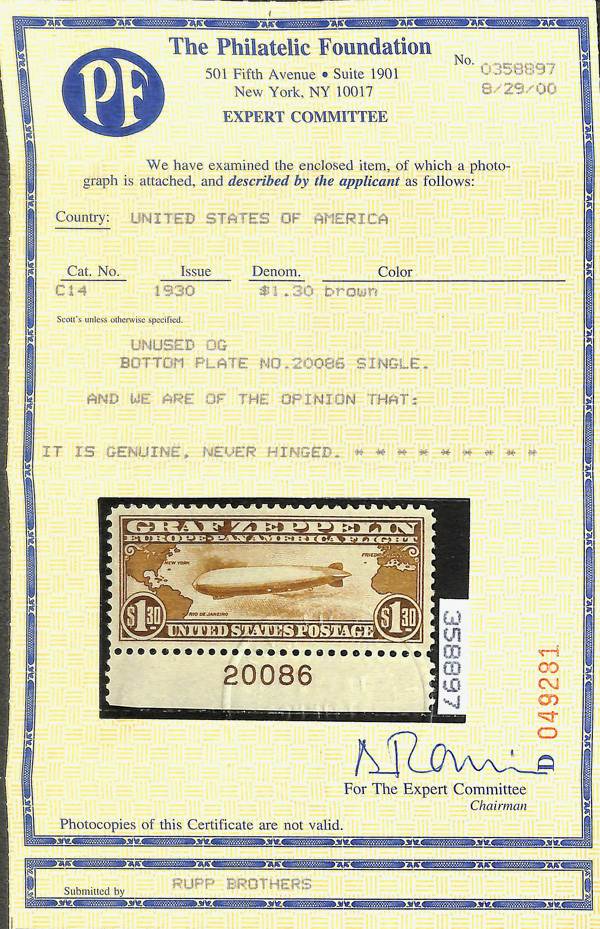 PF
The Philatelic Foundation
501 Fifth Avenue • Suite 1901
New York, NY 10017
EXPERT COMMITTEE
No. 0358897
8/29/00
We have examined the enclosed item, of which a photo-
graph is attached, and described by the applicant as follows:
Country: UNITED STATES OF AMERICA
Cat. No. Issue Denom. Color
C14 1930 $1.30 brown
Scott's unless otherwise specified.
UNUSED OG
BOTTOM PLATE NO.20086 SINGLE.
AND WE ARE OF THE OPINION THAT:
IT IS GENUINE, NEVER HINGED. * * * * * * * * *
GRAF ZEPPELIN
EUROPE-PAN AMERICA FLIGHT
NEW YORK
RIO DE JANEIRO
$1.30 $1.30
UNITED STATES POSTAGE
20086
358897
D 049281
For The Expert Committee
Chairman
Photocopies of this Certificate are not valid.
Submitted by RUPP BROTHERS